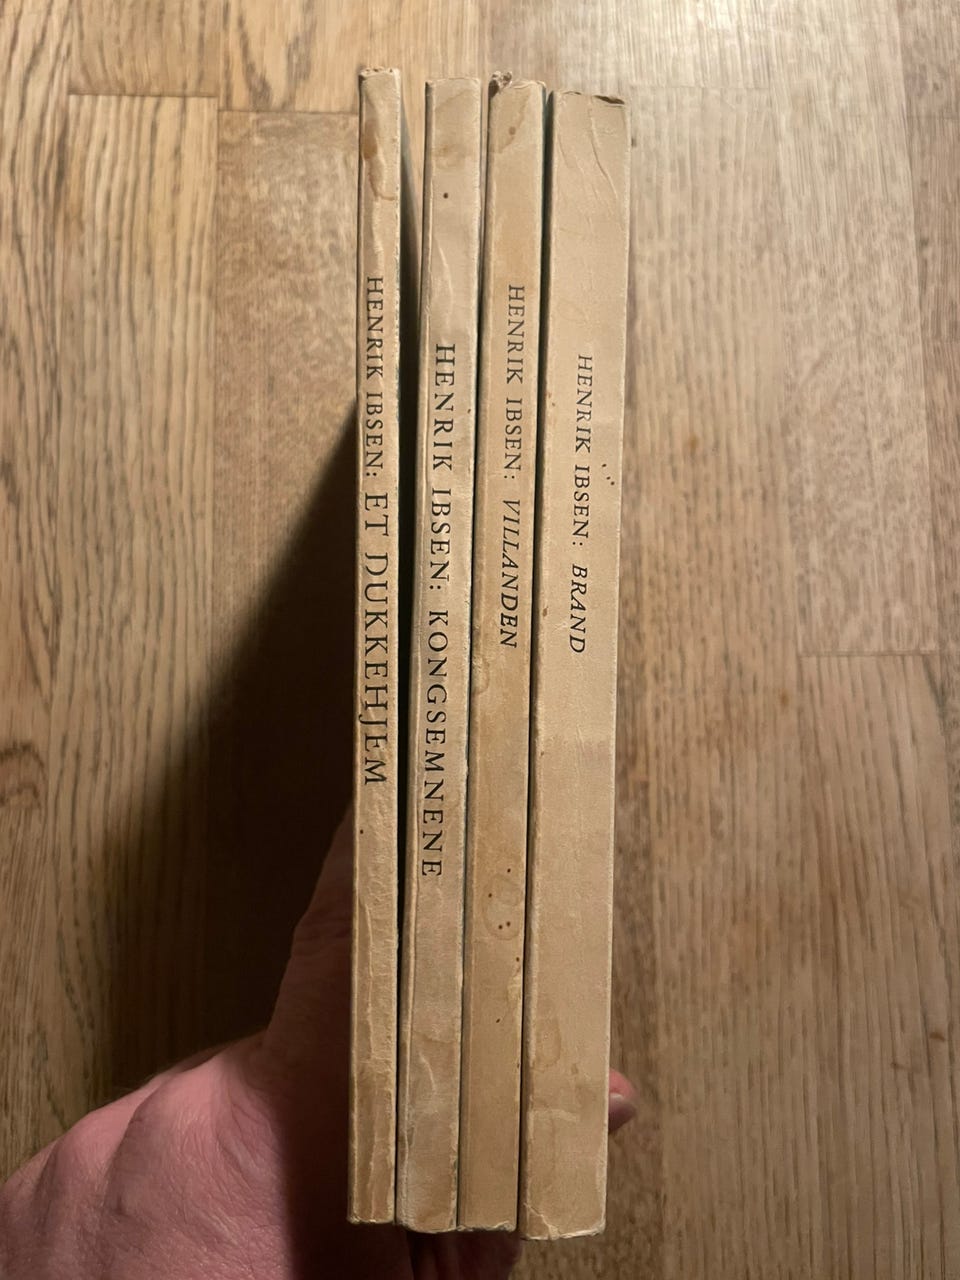 HENRIK IBSEN: ET DUKKEHJEM
HENRIK IBSEN: KONGSEMNENE
HENRIK IBSEN: VILLANDEN
HENRIK IBSEN: BRAND